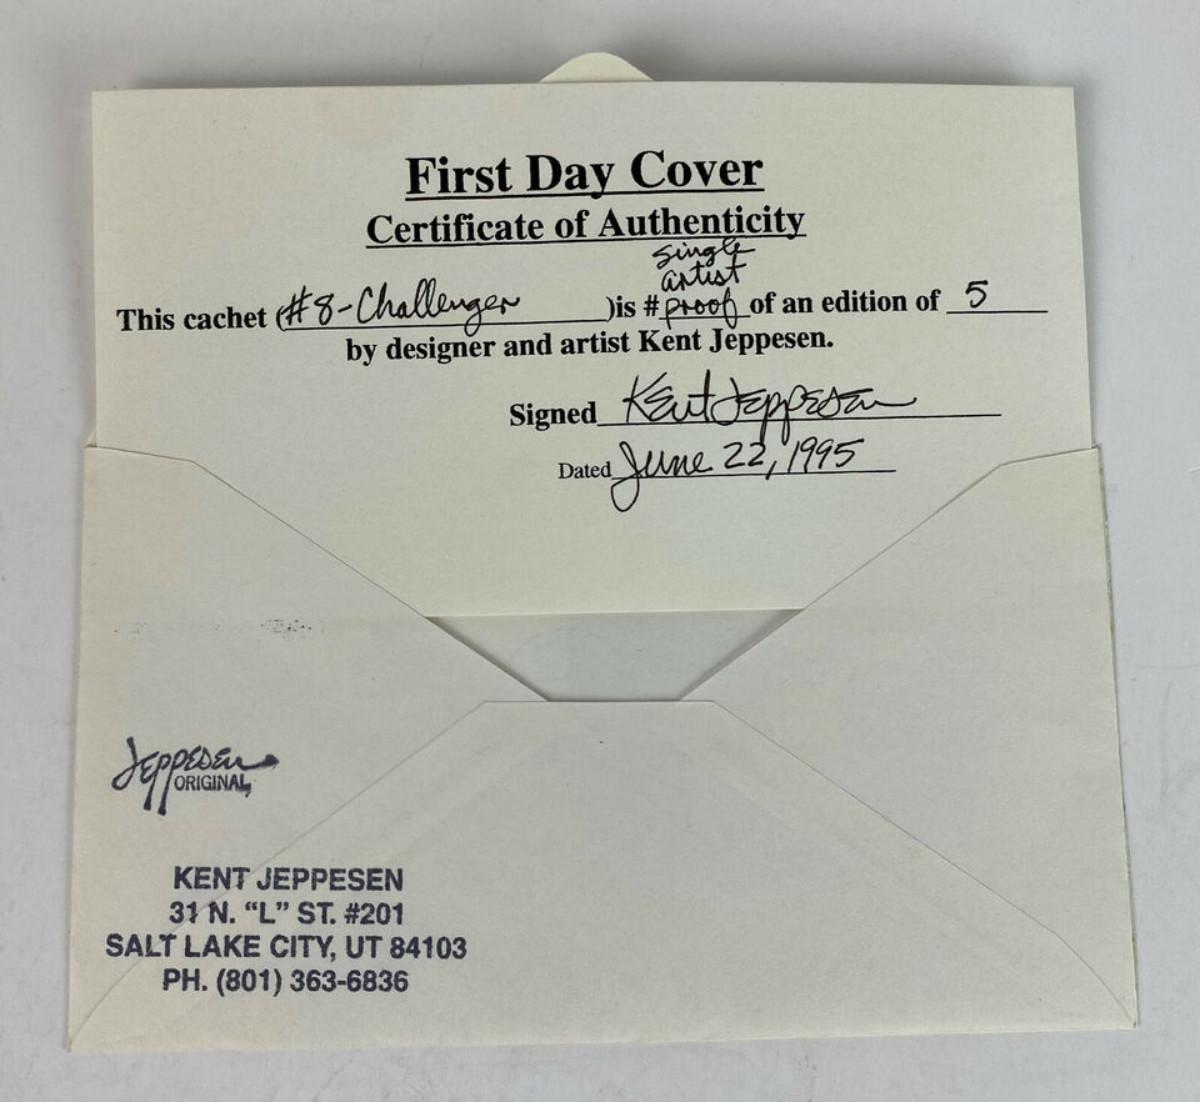 First Day Cover
Certificate of Authenticity
single
artist
This cachet (#8-Challenger )is # proof of an edition of 5
by designer and artist Kent Jeppesen.
Signed Kent Jeppesen
Dated June 22, 1995
Jeppesen
ORIGINAL
KENT JEPPESEN
31 N. “L” ST. #201
SALT LAKE CITY, UT 84103
PH. (801) 363-6836